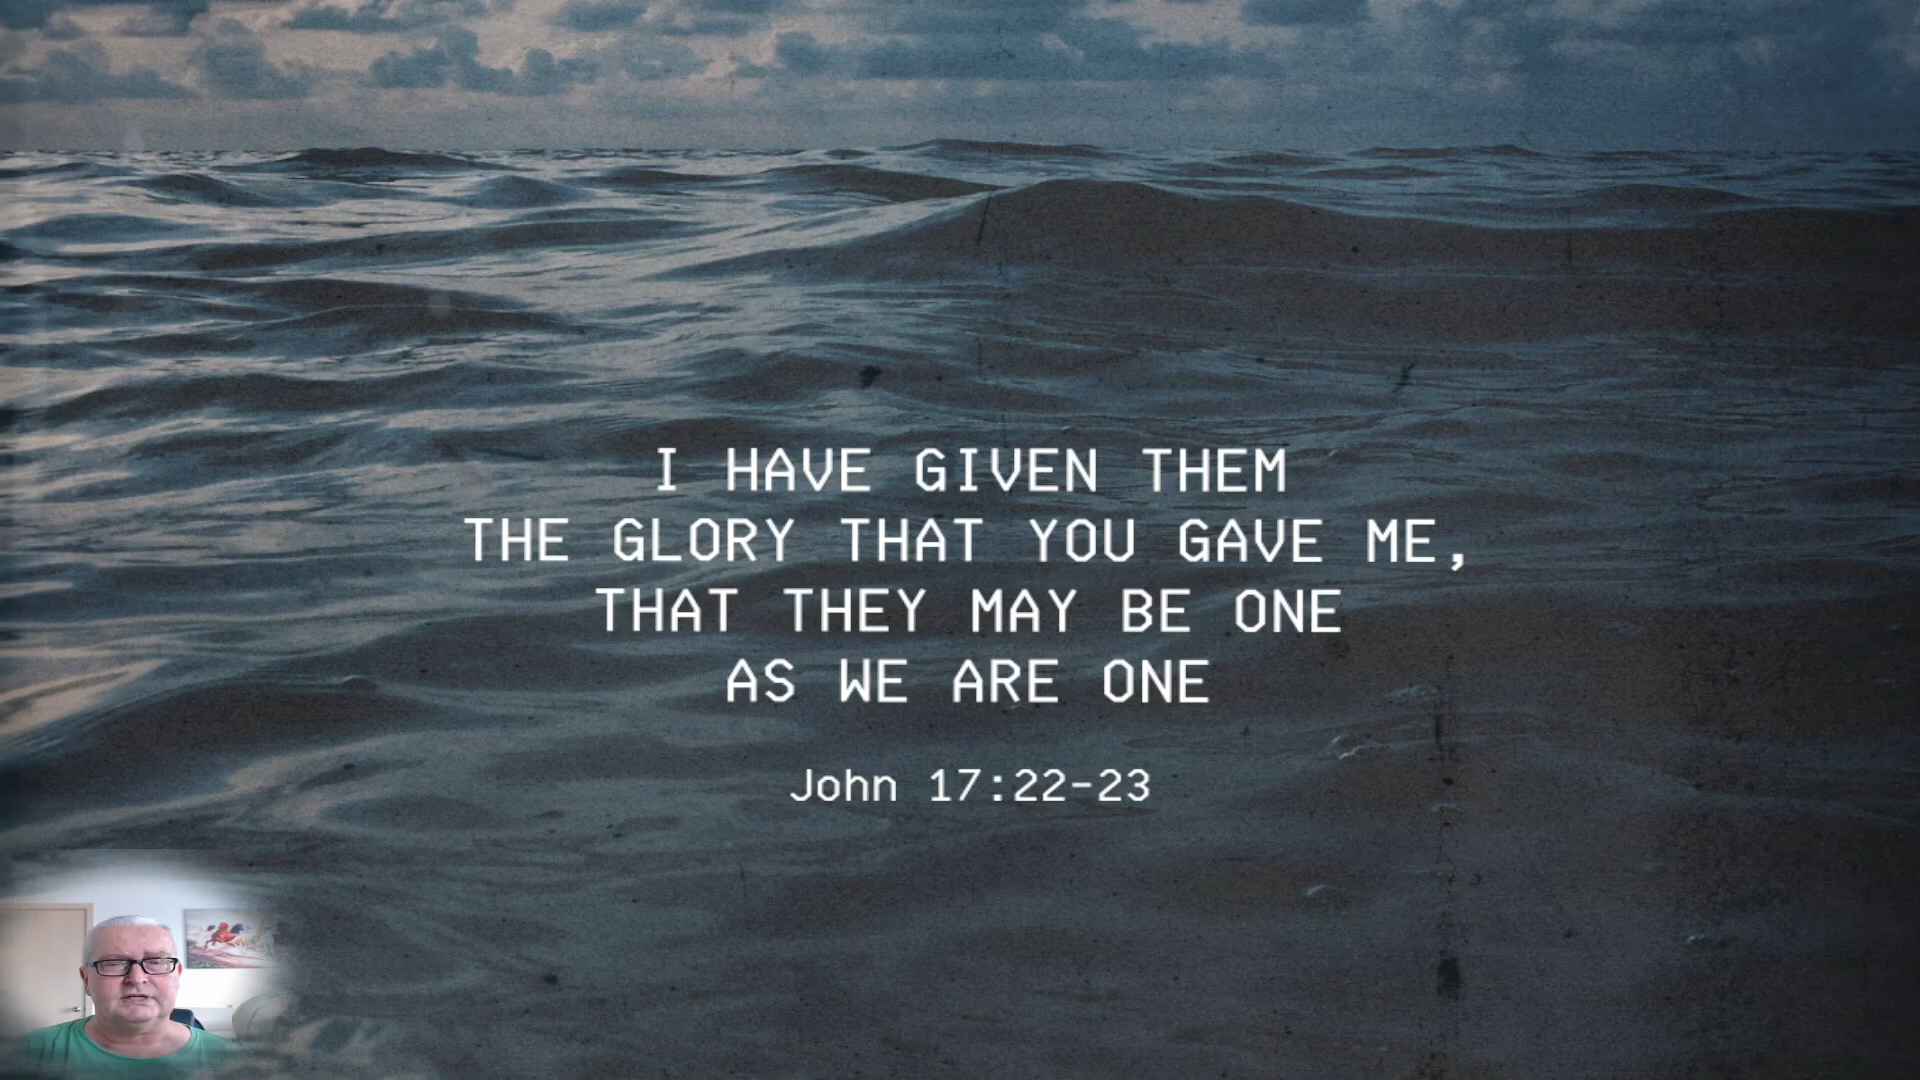 I HAVE GIVEN THEM
THE GLORY THAT YOU GAVE ME,
THAT THEY MAY BE ONE
AS WE ARE ONE
John 17:22-23